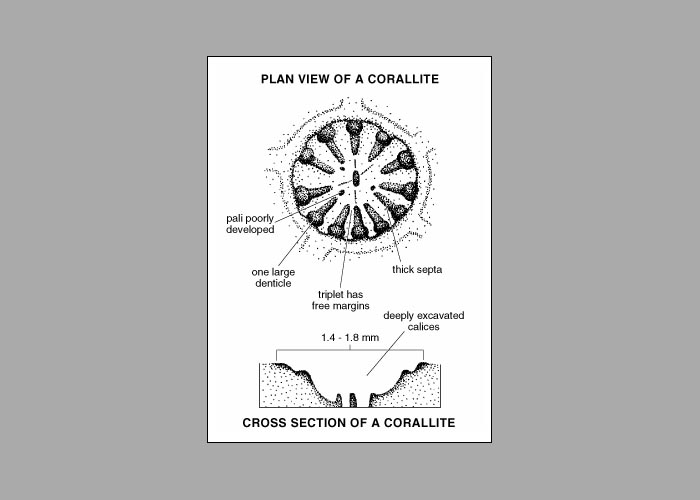 PLAN VIEW OF A CORALLITE
pali poorly
developed
one large
denticle
thick septa
triplet has
free margins
deeply excavated
calices
1.4 - 1.8 mm
CROSS SECTION OF A CORALLITE